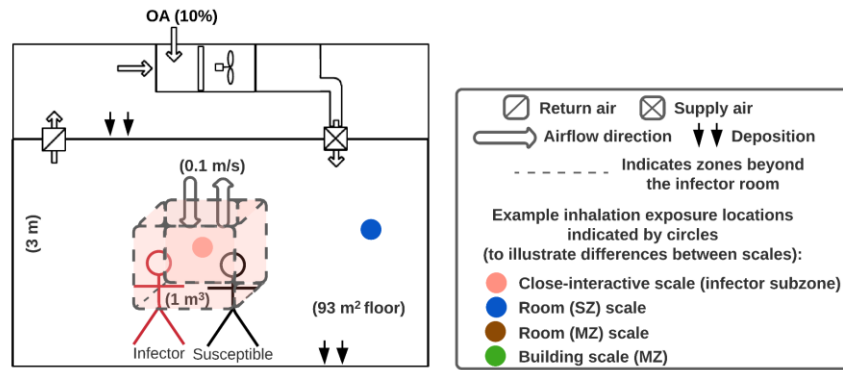 OA (10%)
(0.1 m/s)
(3 m)
(1 m³)
(93 m² floor)
Infector
Susceptible
Return air
Supply air
Airflow direction
Deposition
Indicates zones beyond
the infector room
Example inhalation exposure locations
indicated by circles
(to illustrate differences between scales):
Close-interactive scale (infector subzone)
Room (SZ) scale
Room (MZ) scale
Building scale (MZ)